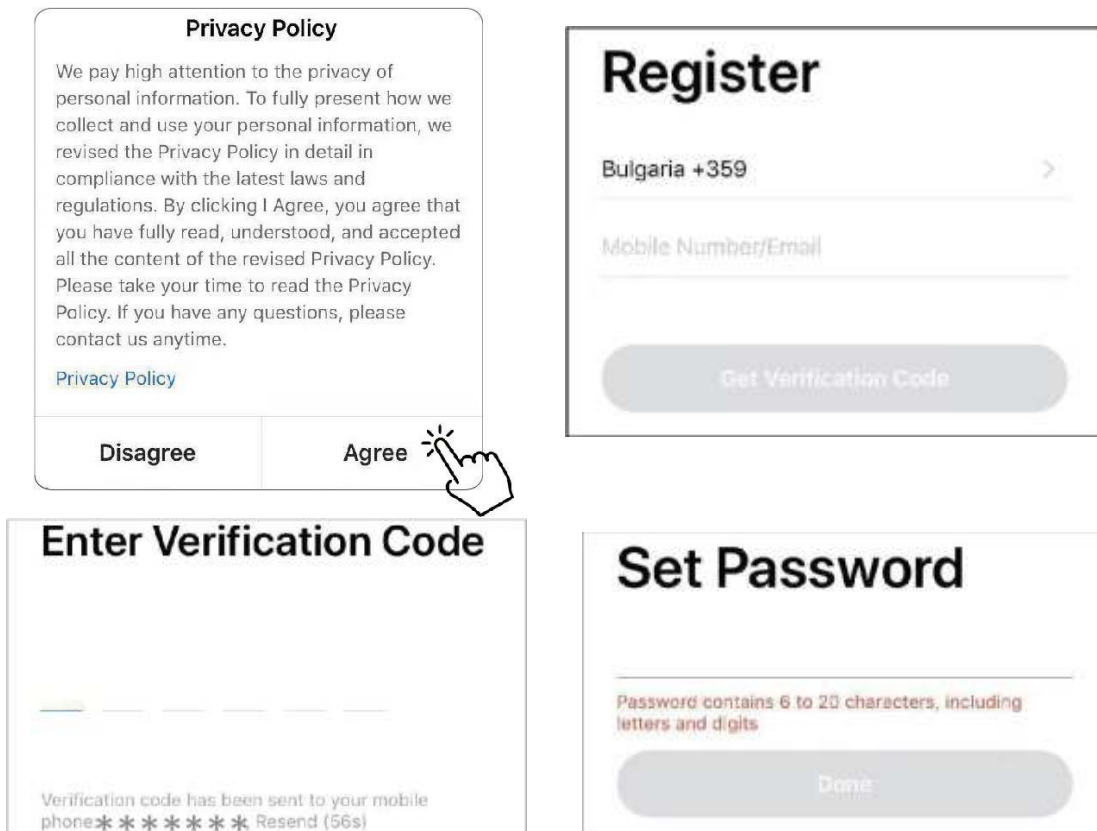 Privacy Policy
We pay high attention to the privacy of
personal information. To fully present how we
collect and use your personal information, we
revised the Privacy Policy in detail in
compliance with the latest laws and
regulations. By clicking I Agree, you agree that
you have fully read, understood, and accepted
all the content of the revised Privacy Policy.
Please take your time to read the Privacy
Policy. If you have any questions, please
contact us anytime.
Privacy Policy
Disagree
Agree
Register
Bulgaria +359
Mobile Number/Email
Get Verification Code
Enter Verification Code
Verification code has been sent to your mobile
phone******* Resend (56s)
Set Password
Password contains 6 to 20 characters, including
letters and digits
Done